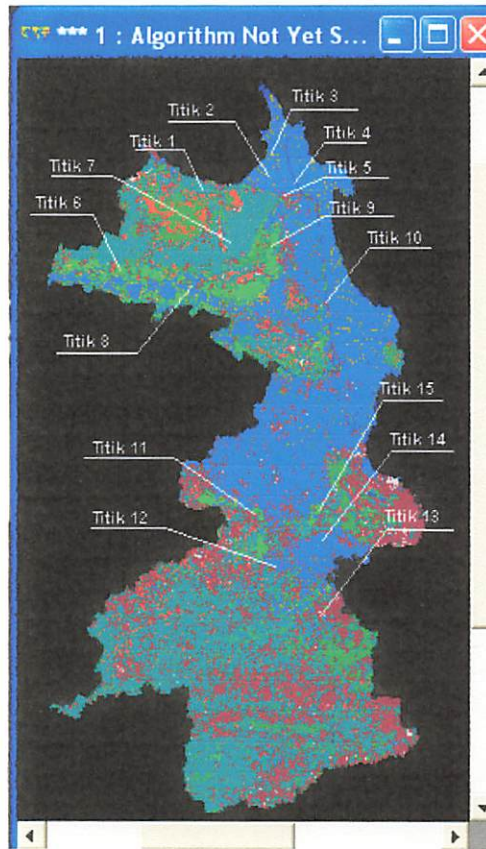 *** 1 : Algorithm Not Yet S...
Titik 3
Titik 2
Titik 4
Titik 1
Titik 7
Titik 5
Titik 6
Titik 9
Titik 10
Titik 8
Titik 15
Titik 11
Titik 14
Titik 12
Titik 13